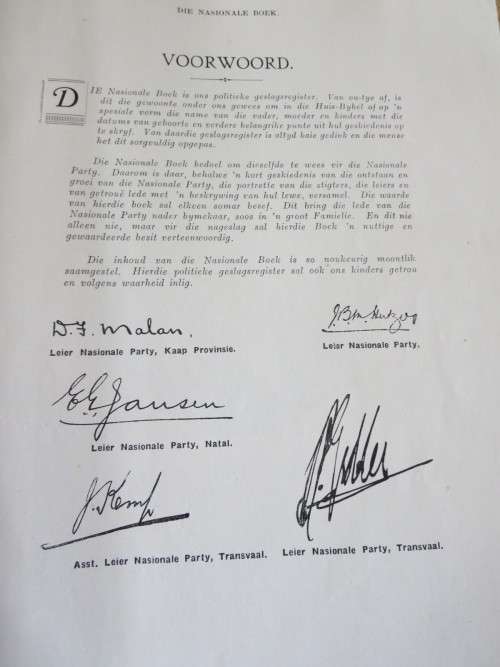 DIE NASIONALE BOEK.
VOORWOORD.
DIE Nasionale Boek is ons politieke geslagsregister. Van ou-tye af, is
dit die gewoonte onder ons gewees om in die Huis-Bybel of op 'n
spesiale vorm die name van die vader, moeder en kinders met die
datums van geboorte en verdere belangrike punte uit hul geskiedenis op
te skryf. Van daardie geslagsregister is altyd baie gedink en die mense
het dit sorgvuldig opgepas.
Die Nasionale Boek bedoel om dieselfde te wees vir die Nasionale
Party. Daarom is daar, behalwe 'n kort geskiedenis van die ontstaan en
groei van die Nasionale Party, die portrette van die stigters, die leiers en
van getroue lede met 'n beskrywing van hul lewe, versamel. Die waarde
van hierdie boek sal elkeen somar besef. Dit bring die lede van die
Nasionale Party nader bymekaar, soos in 'n groot Familie. En dit nie
alleen nie, maar vir die nageslag sal hierdie Boek 'n nuttige en
gewaardeerde besit verteenwoordig.
Die inhoud van die Nasionale Boek is so noukeurig moontlik
saamgestel. Hierdie politieke geslagsregister sal ook ons kinders getrou
en volgens waarheid inlig.
D. F. Malan.
Leier Nasionale Party, Kaap Provinsie.
J.B.M. Hertzog
Leier Nasionale Party.
E.G. Jansen
Leier Nasionale Party, Natal.
J. Kemp
Asst. Leier Nasionale Party, Transvaal.
Leier Nasionale Party, Transvaal.